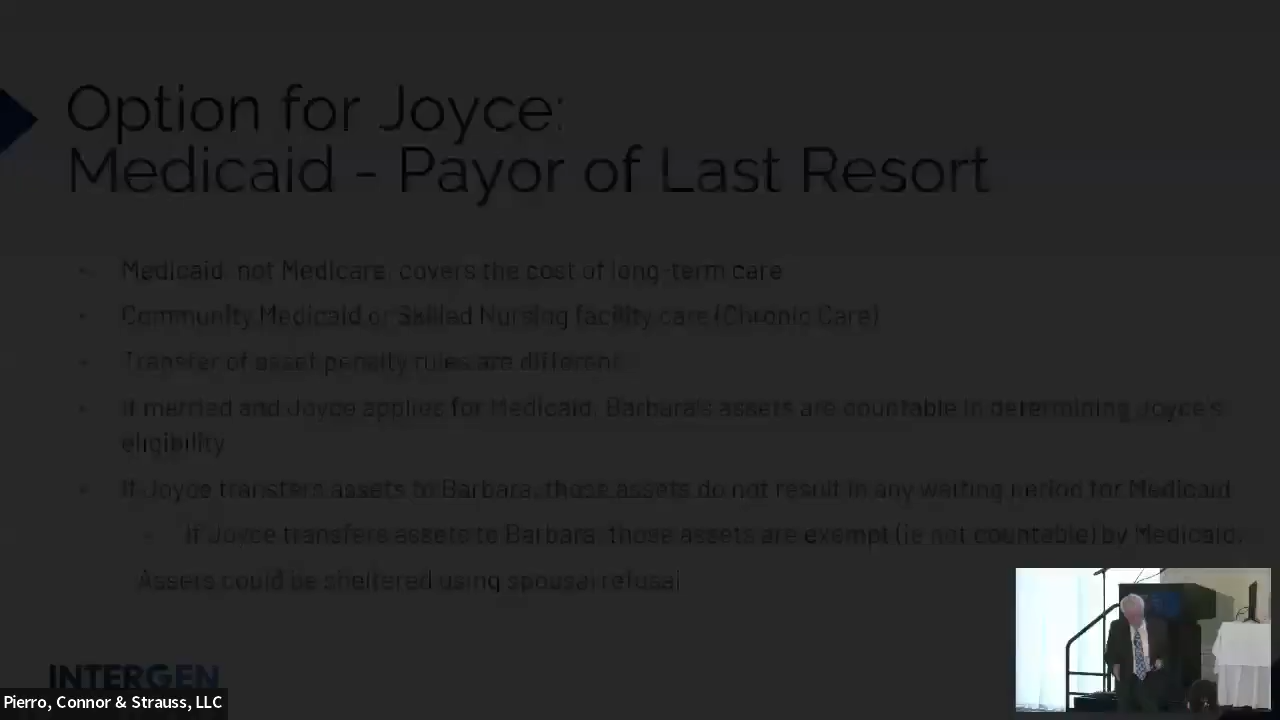 Option for Joyce:
Medicaid - Payor of Last Resort
Medicaid, not Medicare, covers the cost of long-term care
Community Medicaid or Skilled Nursing facility care (Chronic Care)
Transfer of asset penalty rules are different
If married and Joyce applies for Medicaid, Barbara's assets are countable in determining Joyce's
eligibility
If Joyce transfers assets to Barbara, those assets do not result in any waiting period for Medicaid
If Joyce transfers assets to Barbara, those assets are exempt (ie not countable) by Medicaid.
Assets could be sheltered using spousal refusal
INTERGEN
Pierro, Connor & Strauss, LLC